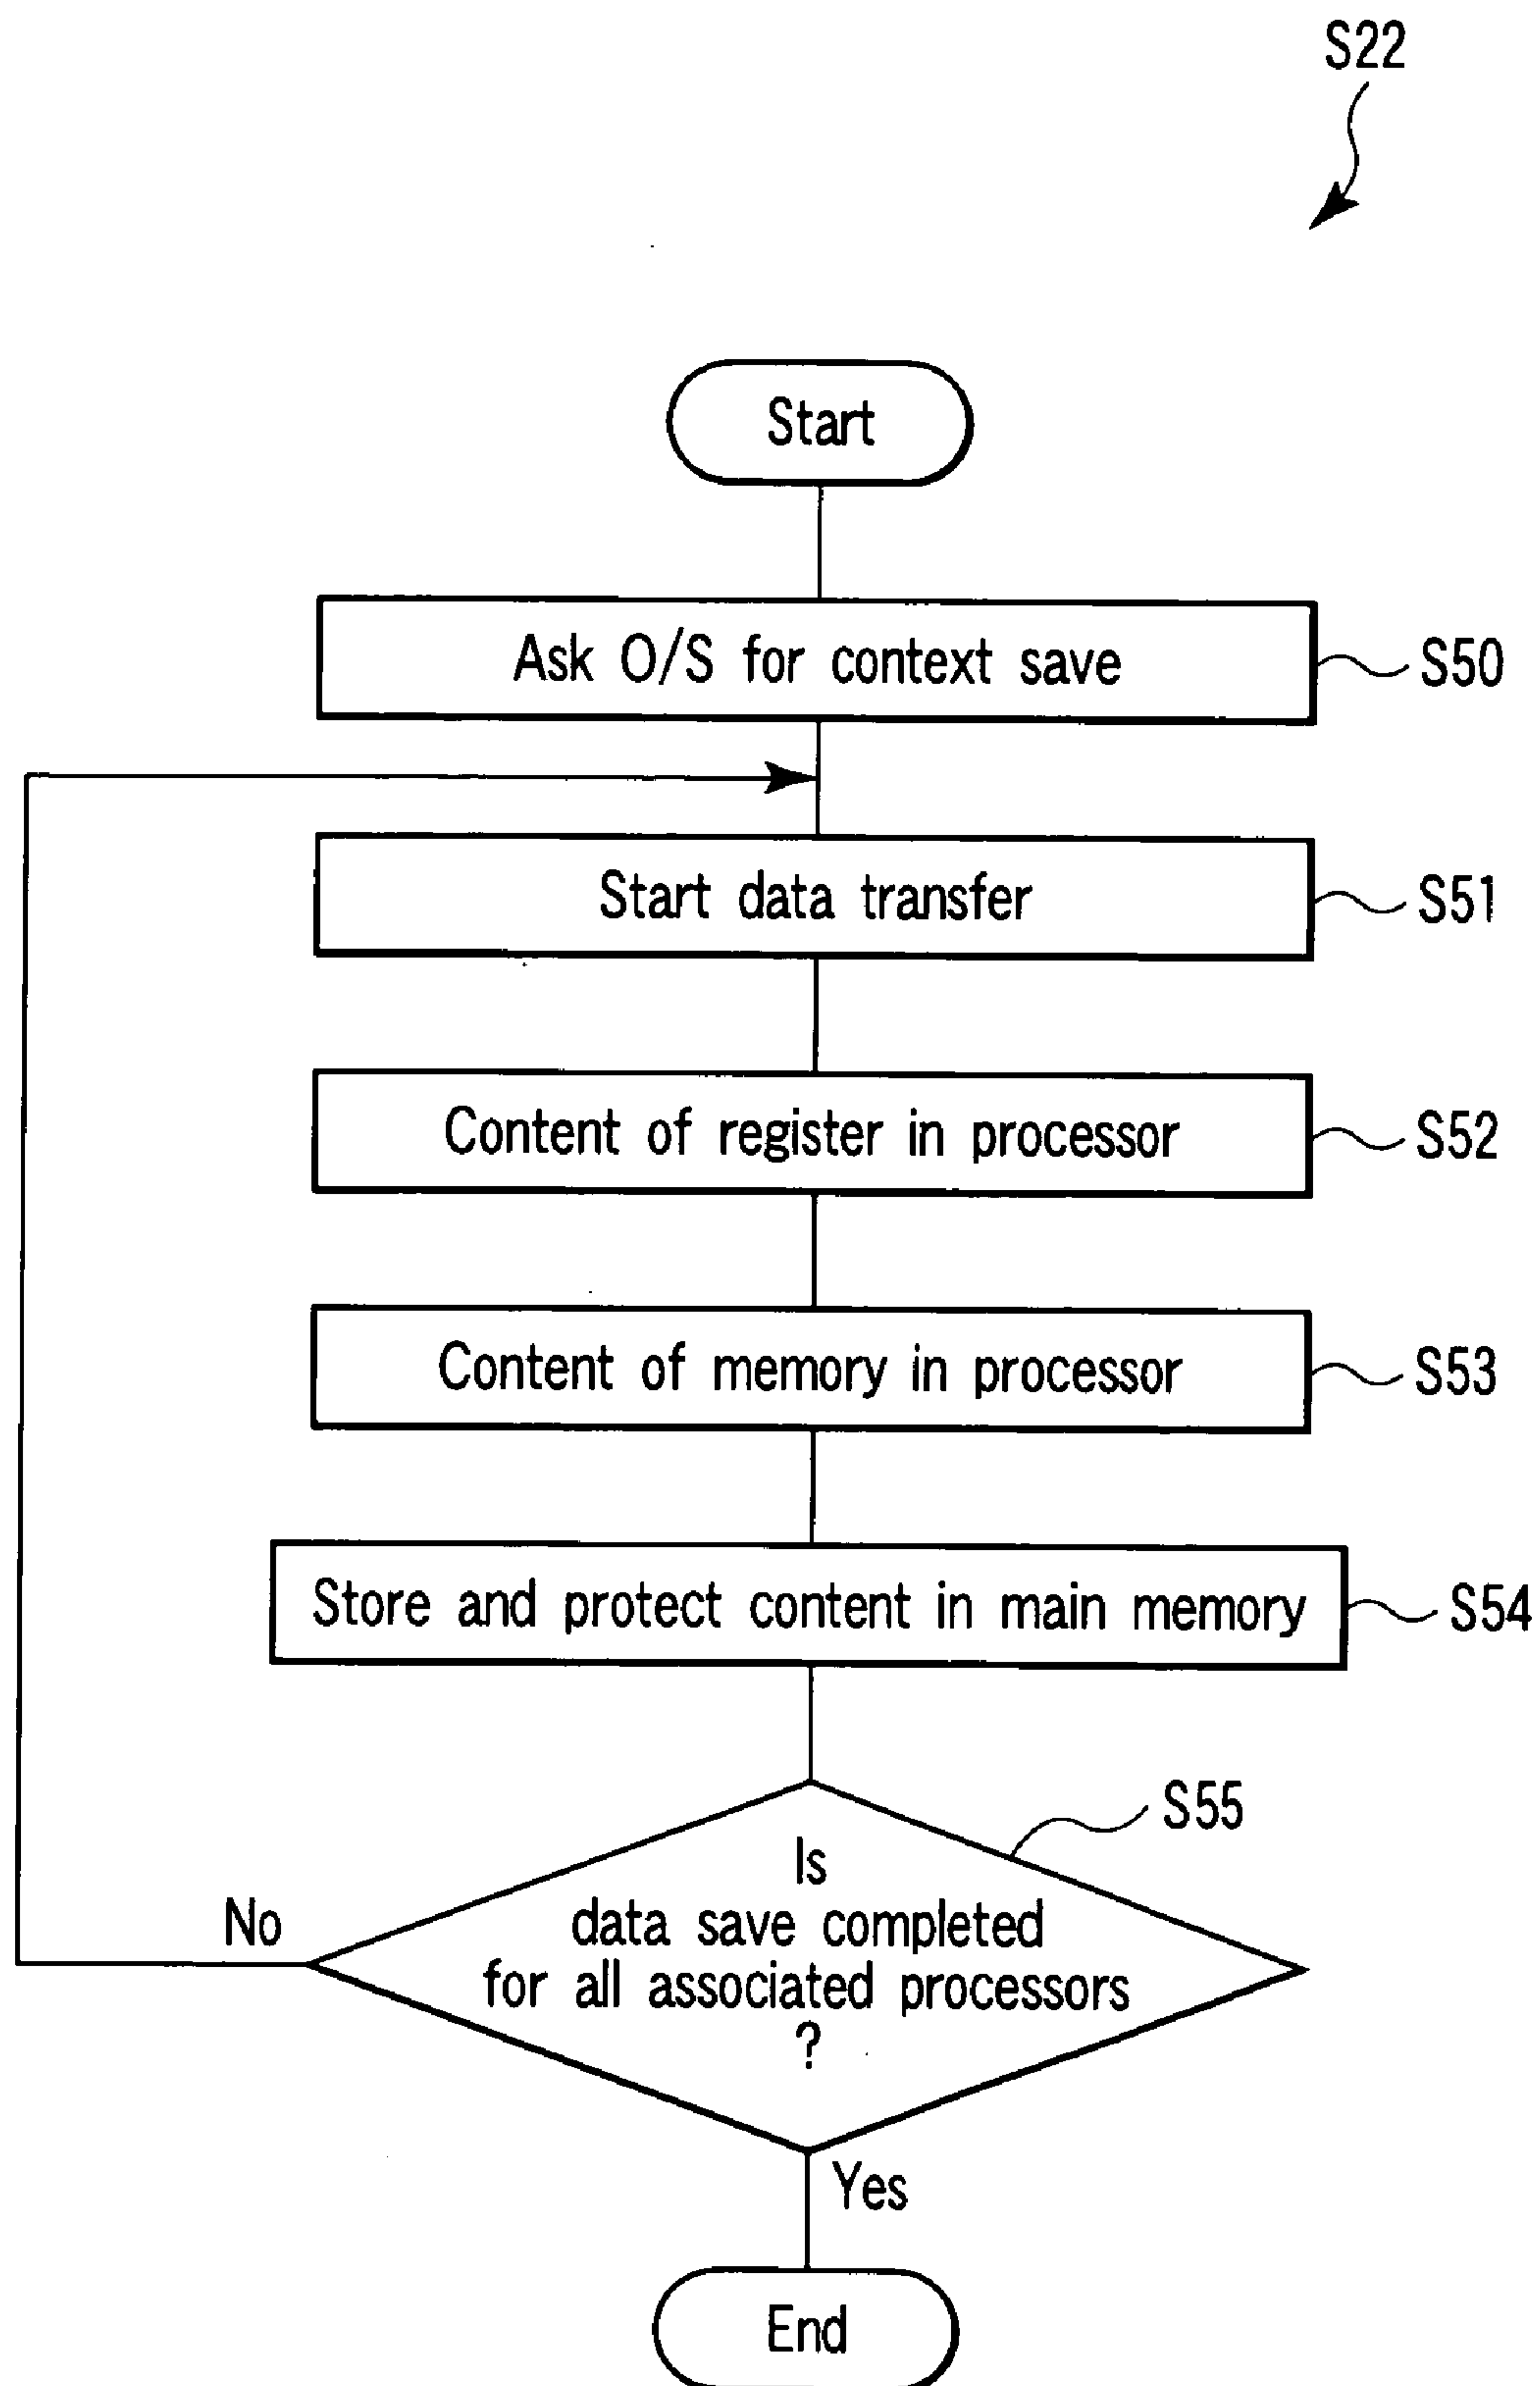 S22
Start
Ask O/S for context save
S50
Start data transfer
S51
Content of register in processor
S52
Content of memory in processor
S53
Store and protect content in main memory
S54
S55
Is
data save completed
for all associated processors
?
No
Yes
End